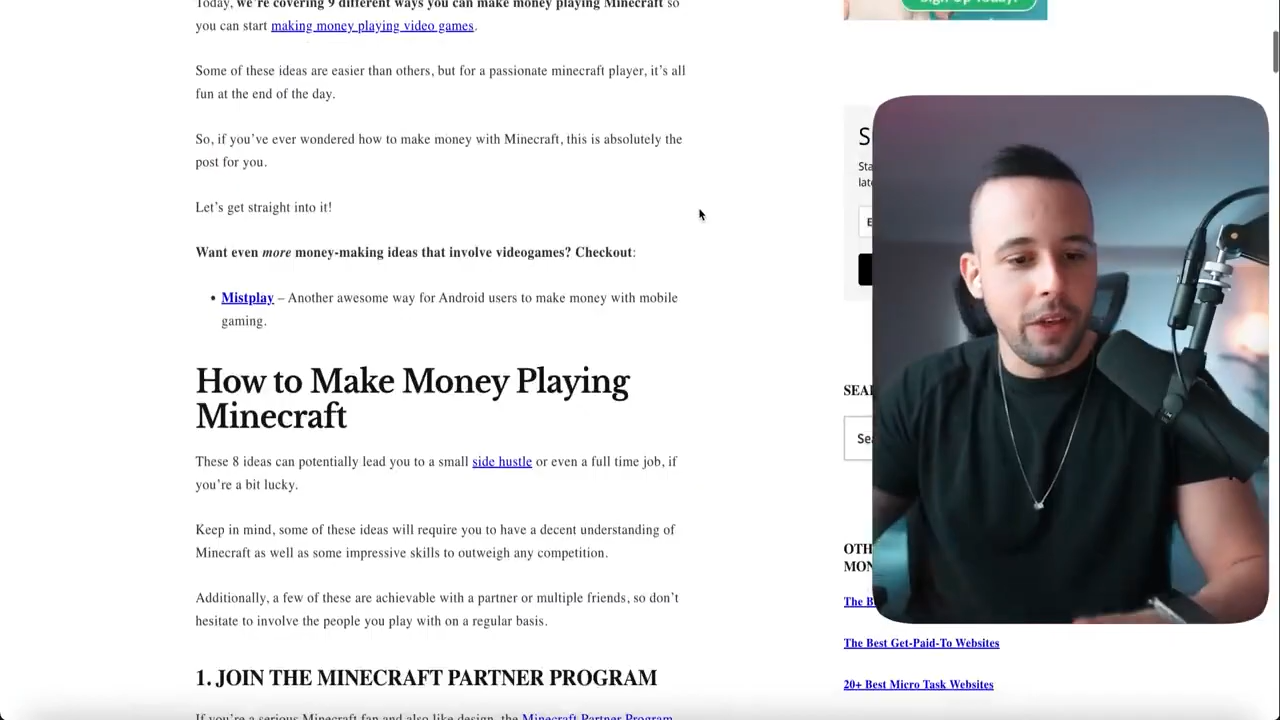 Today, we're covering 9 different ways you can make money playing Minecraft so
you can start making money playing video games.
Some of these ideas are easier than others, but for a passionate minecraft player, it's all
fun at the end of the day.
So, if you've ever wondered how to make money with Minecraft, this is absolutely the
post for you.
Let's get straight into it!
Want even more money-making ideas that involve videogames? Checkout:
• Mistplay – Another awesome way for Android users to make money with mobile
gaming.
How to Make Money Playing
Minecraft
These 8 ideas can potentially lead you to a small side hustle or even a full time job, if
you're a bit lucky.
Keep in mind, some of these ideas will require you to have a decent understanding of
Minecraft as well as some impressive skills to outweigh any competition.
Additionally, a few of these are achievable with a partner or multiple friends, so don't
hesitate to involve the people you play with on a regular basis.
1. JOIN THE MINECRAFT PARTNER PROGRAM
If you're a serious Minecraft fan and also like design, the Minecraft Partner Program
Sign Up Today!
The Best Get-Paid-To Websites
20+ Best Micro Task Websites